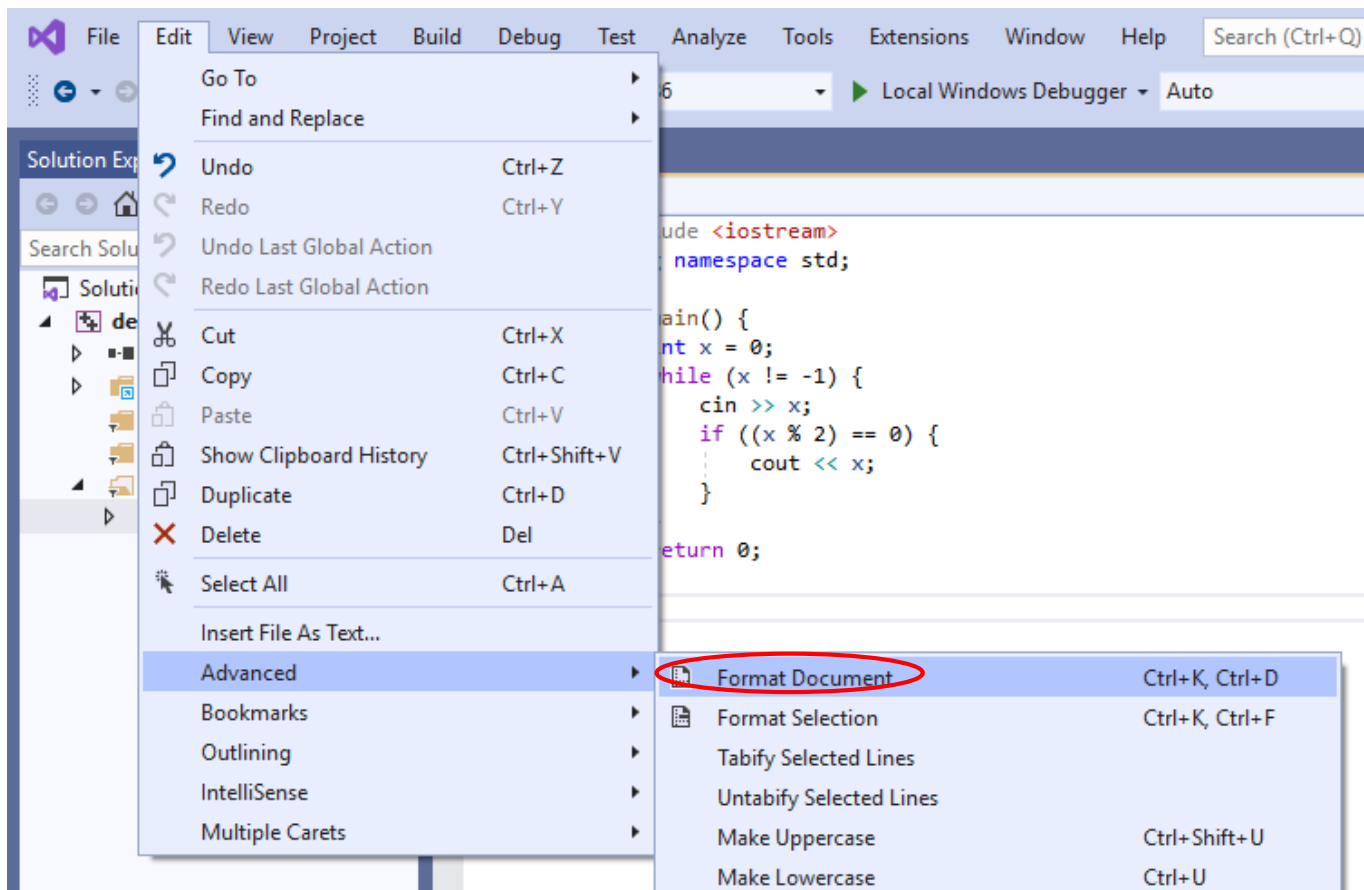 File Edit View Project Build Debug Test Analyze Tools Extensions Window Help Search (Ctrl+Q)
6 Local Windows Debugger Auto
Solution Exp
Search Solu
Soluti
de
Go To
Find and Replace
Undo Ctrl+Z
Redo Ctrl+Y
Undo Last Global Action
Redo Last Global Action
Cut Ctrl+X
Copy Ctrl+C
Paste Ctrl+V
Show Clipboard History Ctrl+Shift+V
Duplicate Ctrl+D
Delete Del
Select All Ctrl+A
Insert File As Text...
Advanced
Bookmarks
Outlining
IntelliSense
Multiple Carets
ude <iostream>
namespace std;
ain() {
nt x = 0;
hile (x != -1) {
cin >> x;
if ((x % 2) == 0) {
cout << x;
}
eturn 0;
Format Document Ctrl+K, Ctrl+D
Format Selection Ctrl+K, Ctrl+F
Tabify Selected Lines
Untabify Selected Lines
Make Uppercase Ctrl+Shift+U
Make Lowercase Ctrl+U